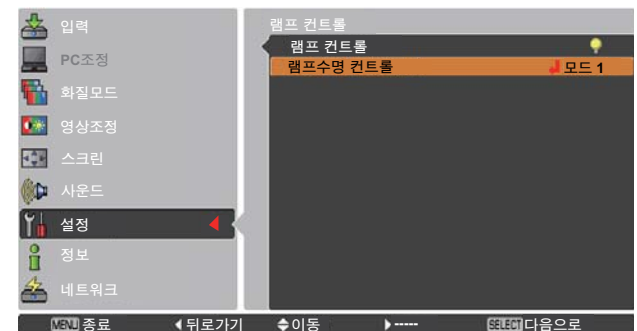 입력
PC조정
화질모드
영상조정
스크린
사운드
설정
정보
네트워크
램프 컨트롤
램프 컨트롤
램프수명 컨트롤 모드 1
MENU 종료 뒤로가기 이동 ----- SELECT 다음으로